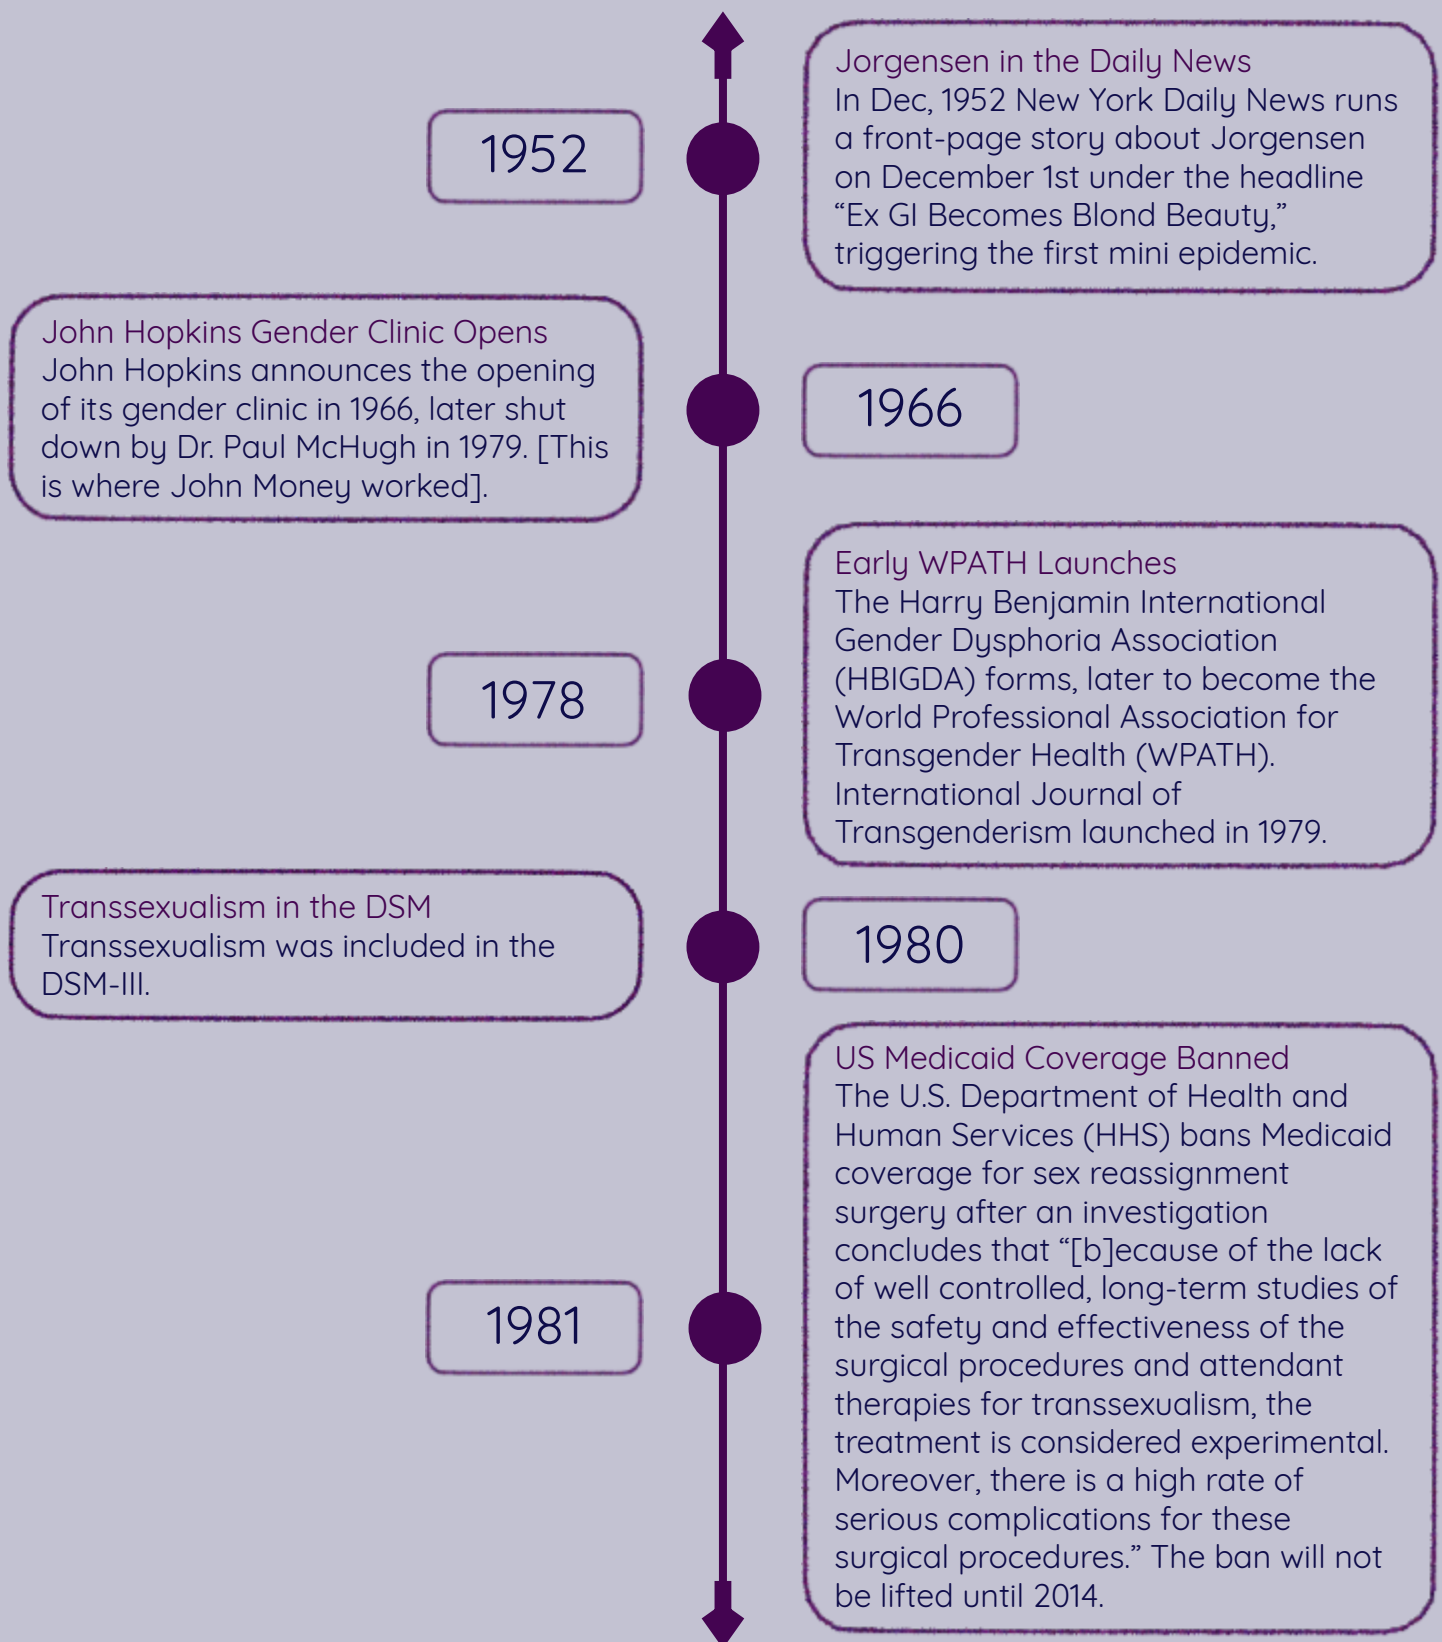 1952
Jorgensen in the Daily News
In Dec, 1952 New York Daily News runs
a front-page story about Jorgensen
on December 1st under the headline
“Ex GI Becomes Blond Beauty,”
triggering the first mini epidemic.
John Hopkins Gender Clinic Opens
John Hopkins announces the opening
of its gender clinic in 1966, later shut
down by Dr. Paul McHugh in 1979. [This
is where John Money worked].
1966
1978
Early WPATH Launches
The Harry Benjamin International
Gender Dysphoria Association
(HBIGDA) forms, later to become the
World Professional Association for
Transgender Health (WPATH).
International Journal of
Transgenderism launched in 1979.
Transsexualism in the DSM
Transsexualism was included in the
DSM-III.
1980
1981
US Medicaid Coverage Banned
The U.S. Department of Health and
Human Services (HHS) bans Medicaid
coverage for sex reassignment
surgery after an investigation
concludes that “[b]ecause of the lack
of well controlled, long-term studies of
the safety and effectiveness of the
surgical procedures and attendant
therapies for transsexualism, the
treatment is considered experimental.
Moreover, there is a high rate of
serious complications for these
surgical procedures.” The ban will not
be lifted until 2014.